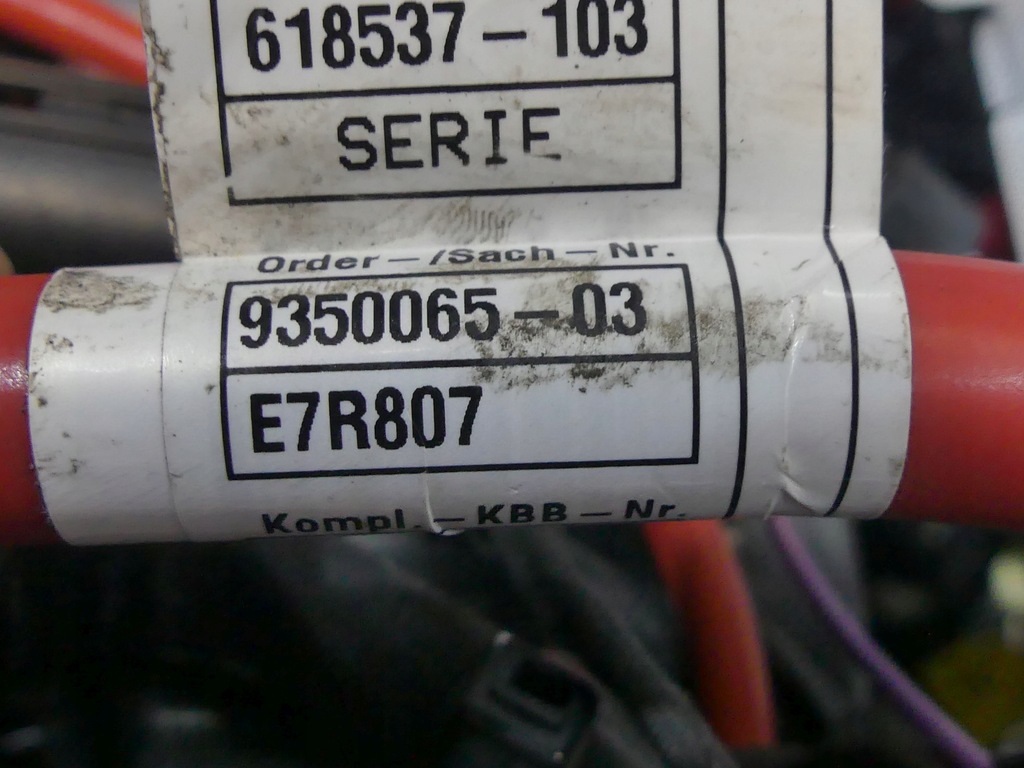 618537-103
SERIE
Order-/Sach-Nr.
9350065-03
E7R807
Kompl.-KBB-Nr.